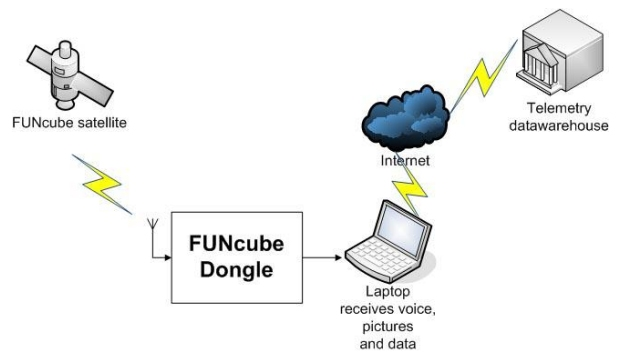 FUNcube satellite
Telemetry
datawarehouse
Internet
FUNcube
Dongle
Laptop
receives voice,
pictures
and data